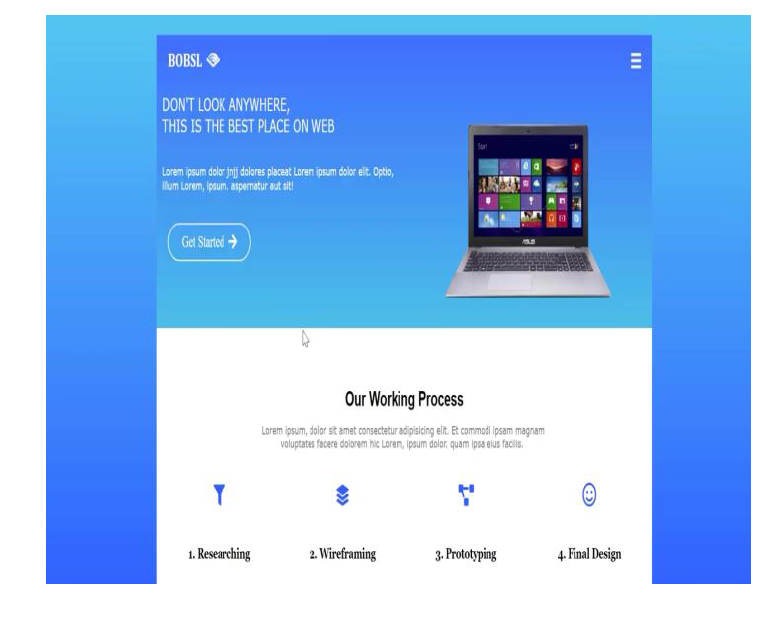 BOBSL
DON'T LOOK ANYWHERE,
THIS IS THE BEST PLACE ON WEB
Lorem ipsum dolor jnjj dolores placeat Lorem ipsum dolor elit. Optio,
illum Lorem, ipsum. aspernatur aut sit!
Get Started
Start
ASUS
Our Working Process
Lorem ipsum, dolor sit amet consectetur adipisicing elit. Et commodi ipsam magnam
voluptates facere dolorem hic Lorem, ipsum dolor. quam ipsa eius facilis.
1. Researching
2. Wireframing
3. Prototyping
4. Final Design